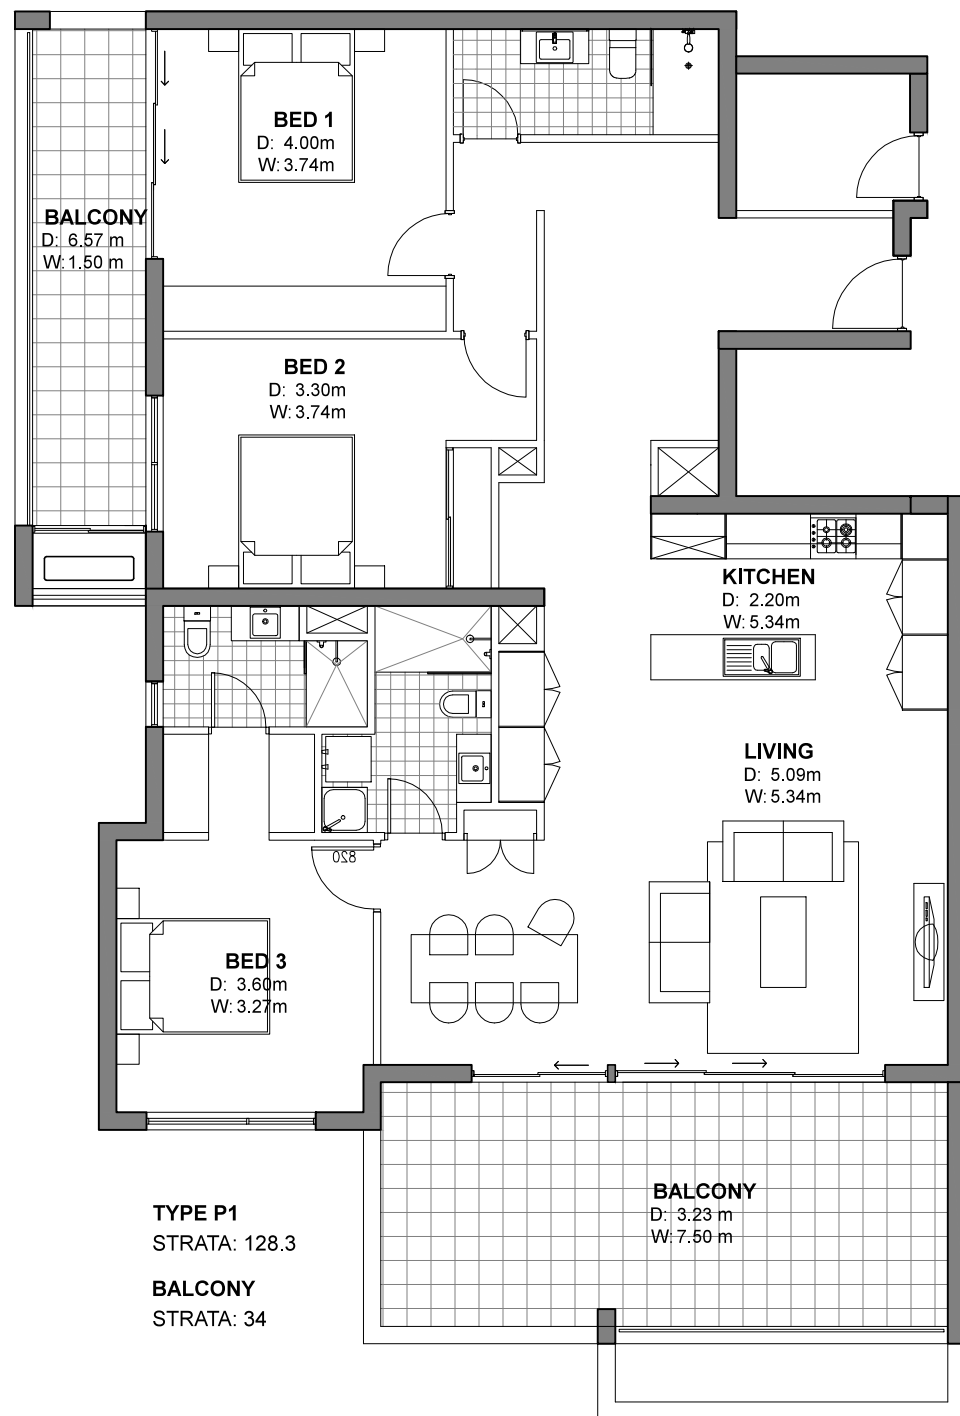 BED 1
D: 4.00m
W: 3.74m
BALCONY
D: 6.57 m
W: 1.50 m
BED 2
D: 3.30m
W: 3.74m
KITCHEN
D: 2.20m
W: 5.34m
LIVING
D: 5.09m
W: 5.34m
820
BED 3
D: 3.60m
W: 3.27m
BALCONY
D: 3.23 m
W: 7.50 m
TYPE P1
STRATA: 128.3
BALCONY
STRATA: 34